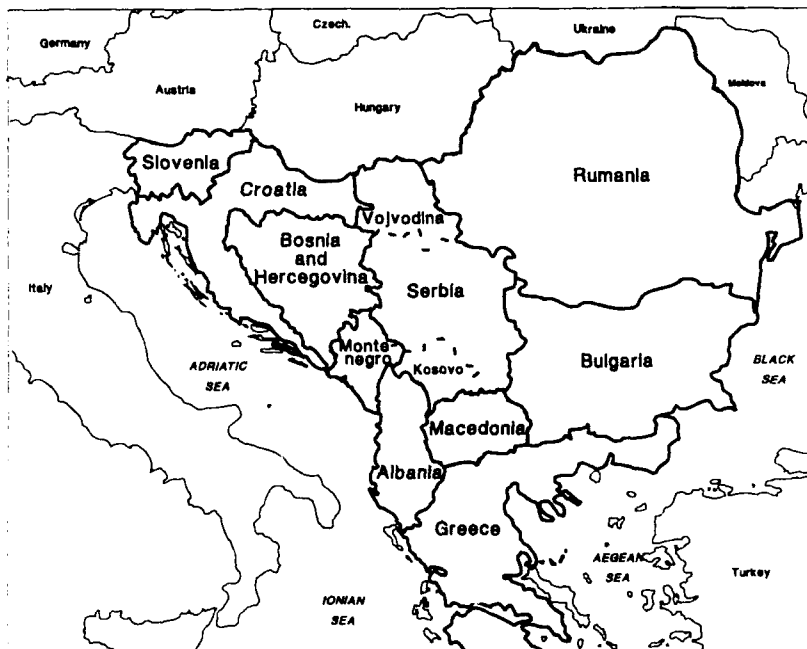 Czech.
Ukraine
Germany
Moldova
Austria
Hungary
Slovenia
Rumania
Croatia
Vojvodina
Bosnia
and
Hercegovina
Italy
Serbia
Monte-
negro
Kosovo
Bulgaria
ADRIATIC
SEA
BLACK
SEA
Macedonia
Albania
Greece
AEGEAN
SEA
Turkey
IONIAN
SEA